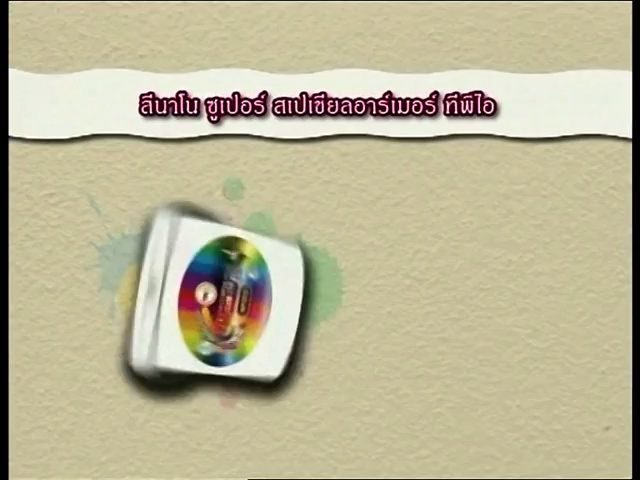 สีนาโน ซูเปอร์ สเปเชียลอาร์เมอร์ ทีพีไอ